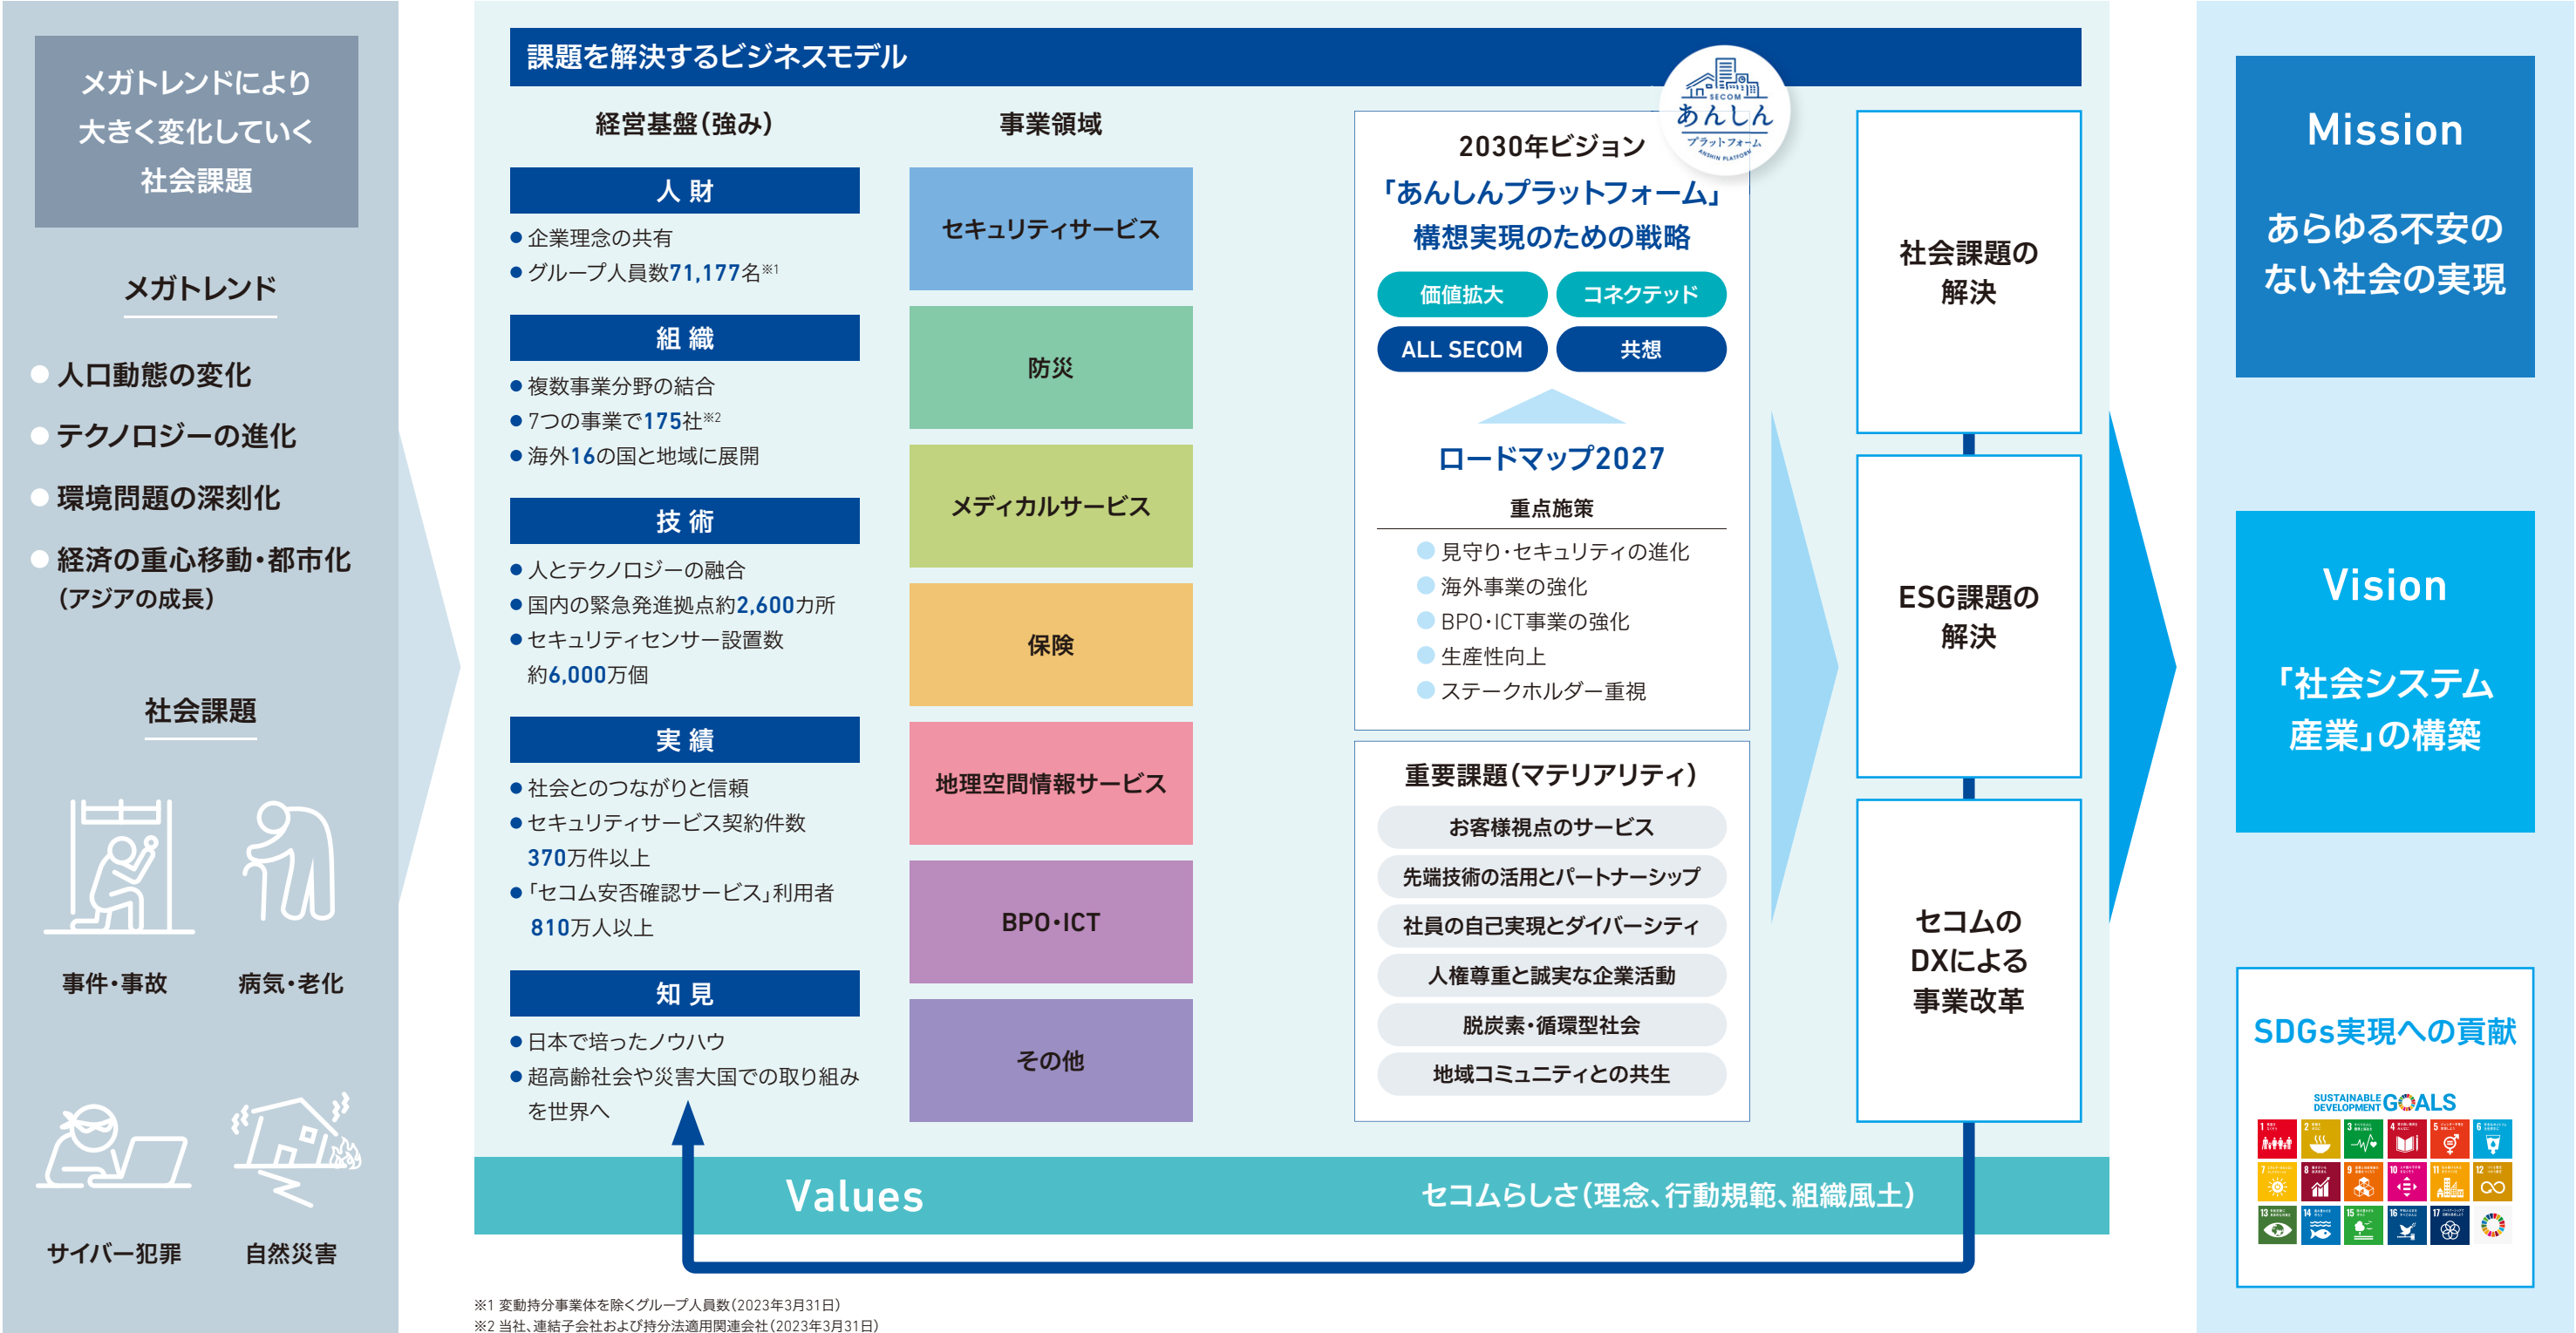 メガトレンドにより
大きく変化していく
社会課題
メガトレンド
人口動態の変化
テクノロジーの進化
環境問題の深刻化
経済の重心移動・都市化
（アジアの成長）
社会課題
事件・事故
病気・老化
サイバー犯罪
自然災害
課題を解決するビジネスモデル
経営基盤（強み）
人財
●企業理念の共有
●グループ人員数71,177名※1
組織
●複数事業分野の結合
●7つの事業で175社※2
●海外16の国と地域に展開
技術
●人とテクノロジーの融合
●国内の緊急発進拠点約2,600カ所
●セキュリティセンサー設置数
約6,000万個
実績
●社会とのつながりと信頼
●セキュリティサービス契約件数
370万件以上
●「セコム安否確認サービス」利用者
810万人以上
知見
●日本で培ったノウハウ
●超高齢社会や災害大国での取り組み
を世界へ
事業領域
セキュリティサービス
防災
メディカルサービス
保険
地理空間情報サービス
BPO・ICT
その他
SECOM
あんしん
プラットフォーム
ANSHIN PLATFORM
2030年ビジョン
「あんしんプラットフォーム」
構想実現のための戦略
価値拡大
コネクテッド
ALL SECOM
共想
ロードマップ2027
重点施策
見守り・セキュリティの進化
海外事業の強化
BPO・ICT事業の強化
生産性向上
ステークホルダー重視
重要課題（マテリアリティ）
お客様視点のサービス
先端技術の活用とパートナーシップ
社員の自己実現とダイバーシティ
人権尊重と誠実な企業活動
脱炭素・循環型社会
地域コミュニティとの共生
社会課題の
解決
ESG課題の
解決
セコムの
DXによる
事業改革
Values
セコムらしさ（理念、行動規範、組織風土）
※1 変動持分事業体を除くグループ人員数（2023年3月31日）
※2 当社、連結子会社および持分法適用関連会社（2023年3月31日）
Mission
あらゆる不安の
ない社会の実現
Vision
「社会システム
産業」の構築
SDGs実現への貢献
SUSTAINABLE
DEVELOPMENT GOALS
1 2 3 4 5 6
7 8 9 10 11 12
13 14 15 16 17